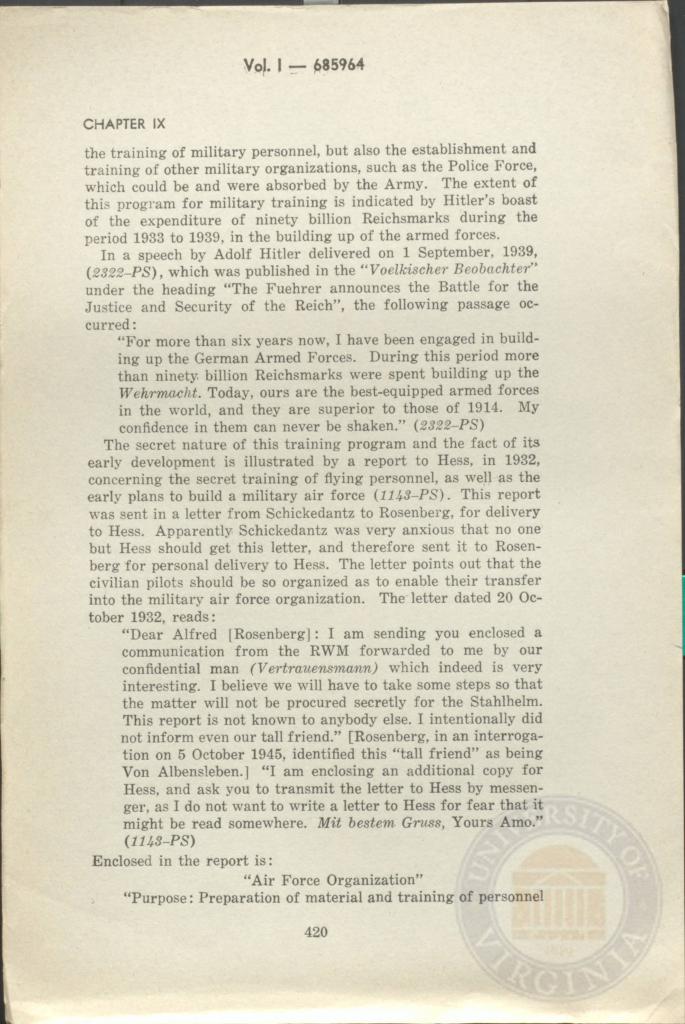 Vol. I — 685964
CHAPTER IX
the training of military personnel, but also the establishment and
training of other military organizations, such as the Police Force,
which could be and were absorbed by the Army. The extent of
this program for military training is indicated by Hitler's boast
of the expenditure of ninety billion Reichsmarks during the
period 1933 to 1939, in the building up of the armed forces.
In a speech by Adolf Hitler delivered on 1 September, 1939,
(2322–PS), which was published in the "Voelkischer Beobachter"
under the heading "The Fuehrer announces the Battle for the
Justice and Security of the Reich", the following passage oc-
curred:
"For more than six years now, I have been engaged in build-
ing up the German Armed Forces. During this period more
than ninety billion Reichsmarks were spent building up the
Wehrmacht. Today, ours are the best-equipped armed forces
in the world, and they are superior to those of 1914. My
confidence in them can never be shaken." (2322–PS)
The secret nature of this training program and the fact of its
early development is illustrated by a report to Hess, in 1932,
concerning the secret training of flying personnel, as well as the
early plans to build a military air force (1143–PS). This report
was sent in a letter from Schickedantz to Rosenberg, for delivery
to Hess. Apparently Schickedantz was very anxious that no one
but Hess should get this letter, and therefore sent it to Rosen-
berg for personal delivery to Hess. The letter points out that the
civilian pilots should be so organized as to enable their transfer
into the military air force organization. The letter dated 20 Oc-
tober 1932, reads:
"Dear Alfred [Rosenberg]: I am sending you enclosed a
communication from the RWM forwarded to me by our
confidential man (Vertrauensmann) which indeed is very
interesting. I believe we will have to take some steps so that
the matter will not be procured secretly for the Stahlhelm.
This report is not known to anybody else. I intentionally did
not inform even our tall friend." [Rosenberg, in an interroga-
tion on 5 October 1945, identified this "tall friend" as being
Von Albensleben.] "I am enclosing an additional copy for
Hess, and ask you to transmit the letter to Hess by messen-
ger, as I do not want to write a letter to Hess for fear that it
might be read somewhere. Mit bestem Gruss, Yours Amo."
(1143–PS)
Enclosed in the report is:
"Air Force Organization"
"Purpose: Preparation of material and training of personnel
420
UNIVERSITY OF
VIRGINIA